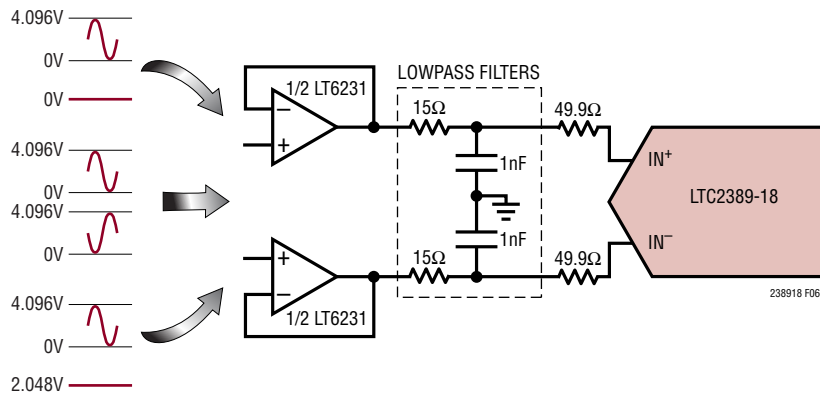 4.096V
0V
0V
4.096V
0V
4.096V
0V
4.096V
0V
2.048V
1/2 LT6231
–
+
LOWPASS FILTERS
15Ω
49.9Ω
1nF
IN+
LTC2389-18
1nF
15Ω
49.9Ω
IN–
+
–
1/2 LT6231
238918 F06